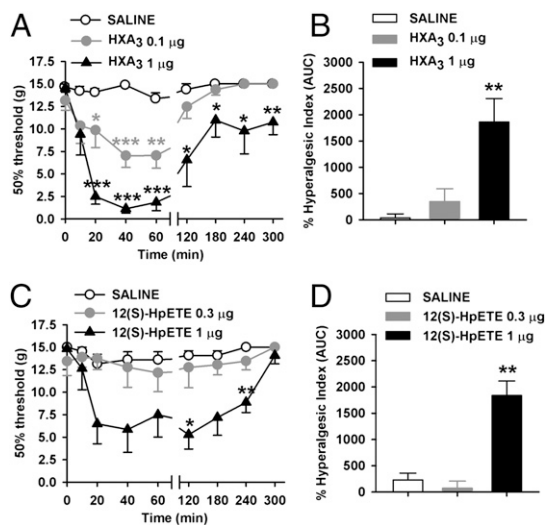 A
SALINE
HXA3 0.1 µg
HXA3 1 µg
50% threshold (g)
15.0
12.5
10.0
7.5
5.0
2.5
0.0
*
***
**
***
***
***
*
*
*
**
0 20 40 60 120 180 240 300
Time (min)
B
SALINE
HXA3 0.1 µg
HXA3 1 µg
% Hyperalgesic Index (AUC)
3000
2500
2000
1500
1000
500
0
**
C
SALINE
12(S)-HpETE 0.3 µg
12(S)-HpETE 1 µg
50% threshold (g)
17.5
15.0
12.5
10.0
7.5
5.0
2.5
0.0
*
**
0 20 40 60 120 180 240 300
Time (min)
D
SALINE
12(S)-HpETE 0.3 µg
12(S)-HpETE 1 µg
% Hyperalgesic Index (AUC)
3000
2500
2000
1500
1000
500
0
**